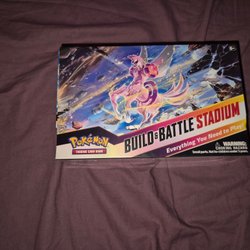 BUILD & BATTLE STADIUM
Everything You Need to Play!
POKéMON
TRADING CARD GAME
WARNING:
CHOKING HAZARD